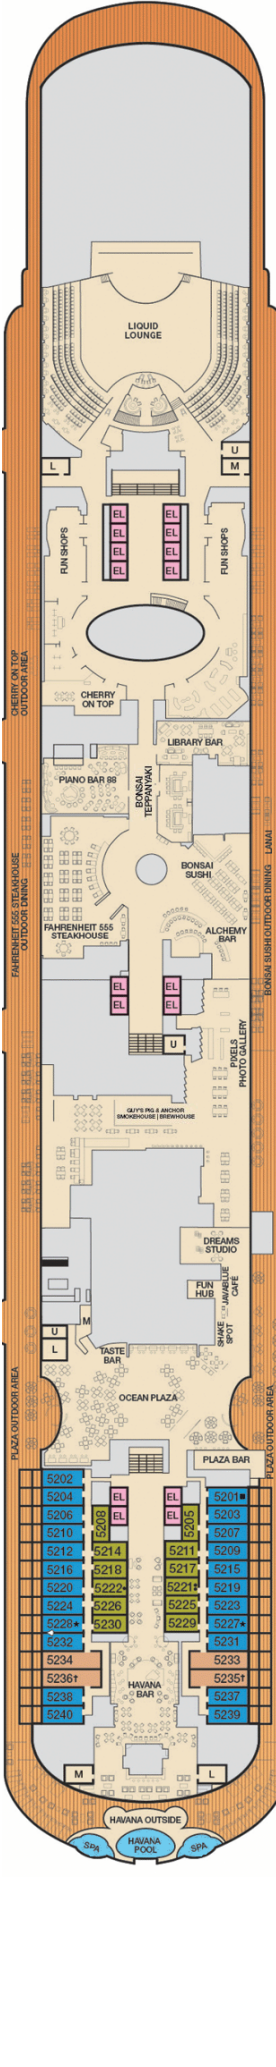 LIQUID
LOUNGE
U
L
M
EL
EL
EL
EL
EL
EL
EL
EL
FUN SHOPS
FUN SHOPS
CHERRY ON TOP
OUTDOOR AREA
CHERRY
ON TOP
LIBRARY BAR
PIANO BAR 88
BONSAI
TEPPANYAKI
LANAI
BONSAI
SUSHI
FAHRENHEIT 555 STEAKHOUSE
OUTDOOR DINING
FAHRENHEIT 555
STEAKHOUSE
ALCHEMY
BAR
BONSAI SUSHI OUTDOOR DINING
EL
EL
EL
EL
U
PIXELS
PHOTO GALLERY
GUY'S PIG & ANCHOR
SMOKEHOUSE | BREWHOUSE
DREAMS
STUDIO
FUN
HUB
JAVABLUE
CAFÉ
SHAKE
SPOT
M
U
L
TASTE
BAR
PLAZA OUTDOOR AREA
OCEAN PLAZA
PLAZA OUTDOOR AREA
PLAZA BAR
5202
5204 EL EL 5201■
5206 5208 EL EL 5205 5203
5210 5207
5212 5214 5211 5209
5216 5218 5217 5215
5220 5222 5221 5219
5224 5226 5225 5223
5228★ 5230 5229 5227★
5232 5231
5234 5233
5236† 5235†
HAVANA
BAR
5238 5237
5240 5239
M L
HAVANA OUTSIDE
SPA HAVANA
POOL SPA